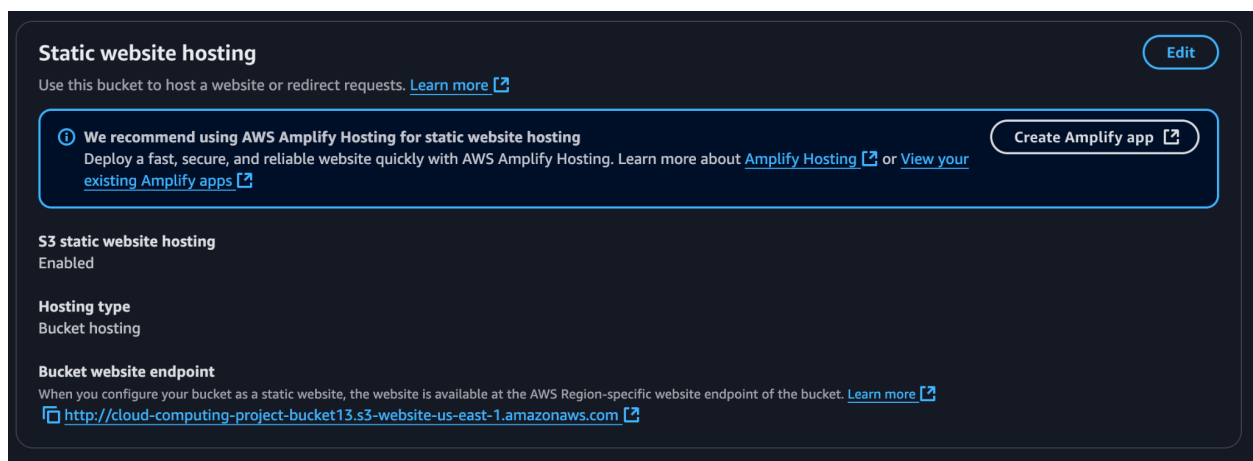 Static website hosting
Edit
Use this bucket to host a website or redirect requests. Learn more
We recommend using AWS Amplify Hosting for static website hosting
Create Amplify app
Deploy a fast, secure, and reliable website quickly with AWS Amplify Hosting. Learn more about Amplify Hosting or View your
existing Amplify apps
S3 static website hosting
Enabled
Hosting type
Bucket hosting
Bucket website endpoint
When you configure your bucket as a static website, the website is available at the AWS Region-specific website endpoint of the bucket. Learn more
http://cloud-computing-project-bucket13.s3-website-us-east-1.amazonaws.com